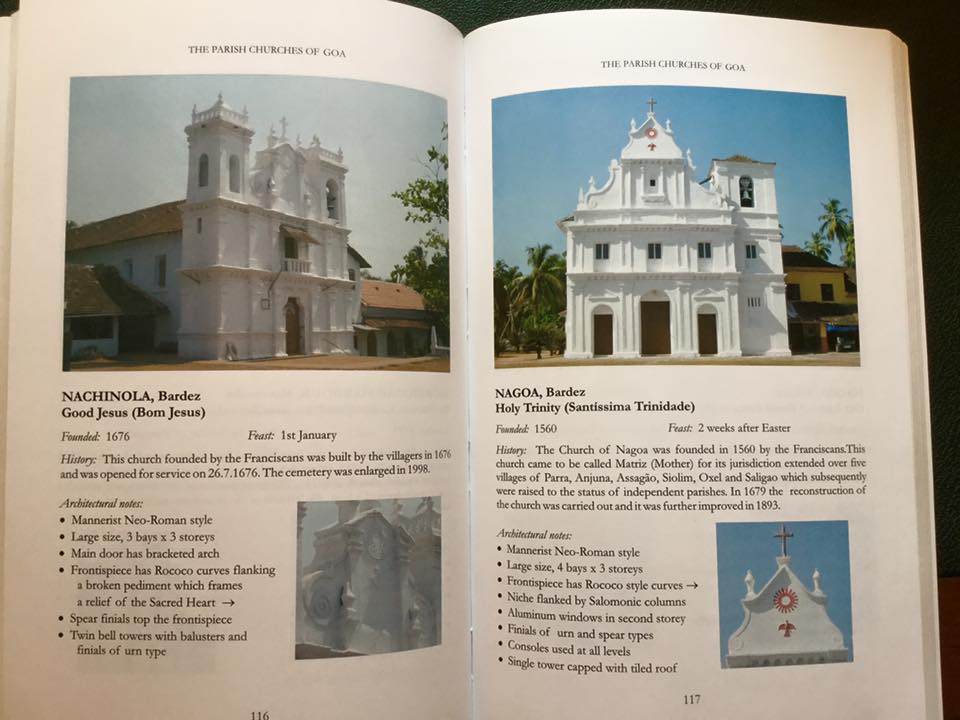 THE PARISH CHURCHES OF GOA
NACHINOLA, Bardez
Good Jesus (Bom Jesus)
Founded: 1676 Feast: 1st January
History: This church founded by the Franciscans was built by the villagers in 1676
and was opened for service on 26.7.1676. The cemetery was enlarged in 1998.
Architectural notes:
• Mannerist Neo-Roman style
• Large size, 3 bays x 3 storeys
• Main door has bracketed arch
• Frontispiece has Rococo curves flanking
a broken pediment which frames
a relief of the Sacred Heart →
• Spear finials top the frontispiece
• Twin bell towers with balusters and
finials of urn type
116
THE PARISH CHURCHES OF GOA
NAGOA, Bardez
Holy Trinity (Santíssima Trinidade)
Founded: 1560 Feast: 2 weeks after Easter
History: The Church of Nagoa was founded in 1560 by the Franciscans.This
church came to be called Matriz (Mother) for its jurisdiction extended over five
villages of Parra, Anjuna, Assagão, Siolim, Oxel and Saligao which subsequently
were raised to the status of independent parishes. In 1679 the reconstruction of
the church was carried out and it was further improved in 1893.
Architectural notes:
• Mannerist Neo-Roman style
• Large size, 4 bays x 3 storeys
• Frontispiece has Rococo style curves →
• Niche flanked by Salomonic columns
• Aluminum windows in second storey
• Finials of urn and spear types
• Consoles used at all levels
• Single tower capped with tiled roof
117